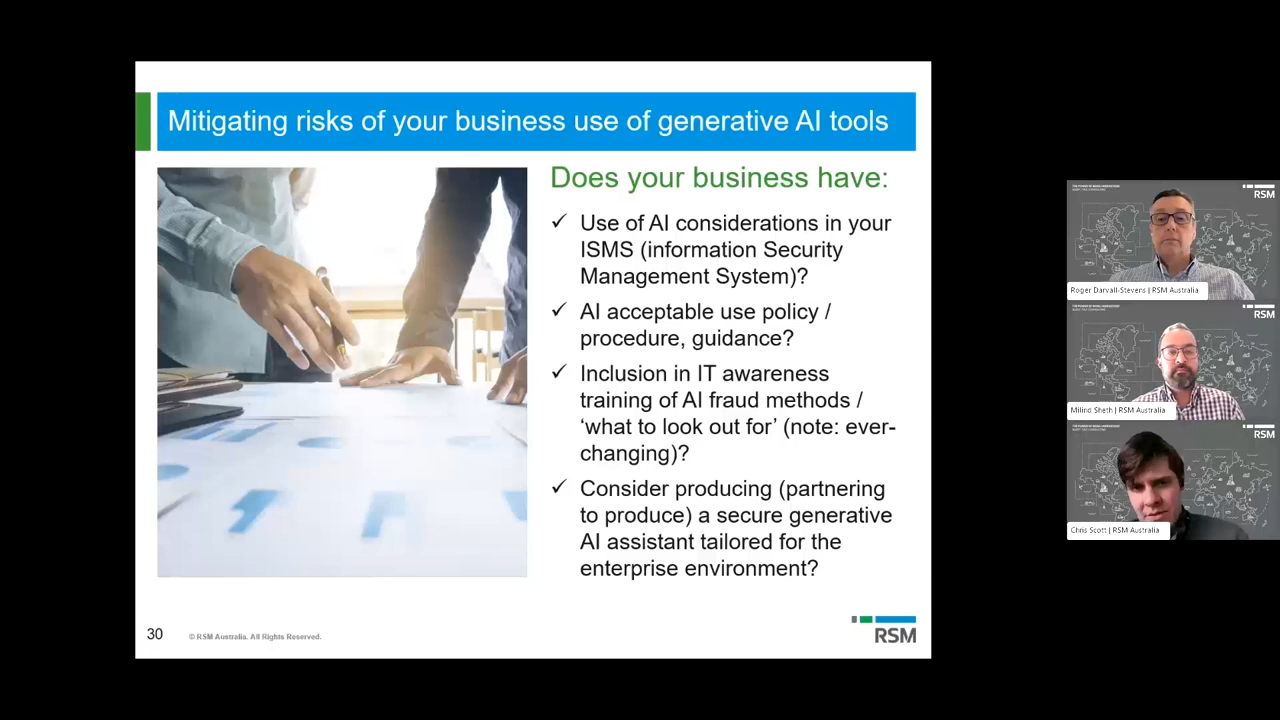 Mitigating risks of your business use of generative AI tools
Does your business have:
✓ Use of AI considerations in your
ISMS (information Security
Management System)?
✓ AI acceptable use policy /
procedure, guidance?
✓ Inclusion in IT awareness
training of AI fraud methods /
‘what to look out for’ (note: ever-
changing)?
✓ Consider producing (partnering
to produce) a secure generative
AI assistant tailored for the
enterprise environment?
30
© RSM Australia. All Rights Reserved.
RSM
RSM
Roger Darvall-Stevens | RSM Australia
RSM
Milind Sheth | RSM Australia
RSM
Chris Scott | RSM Australia